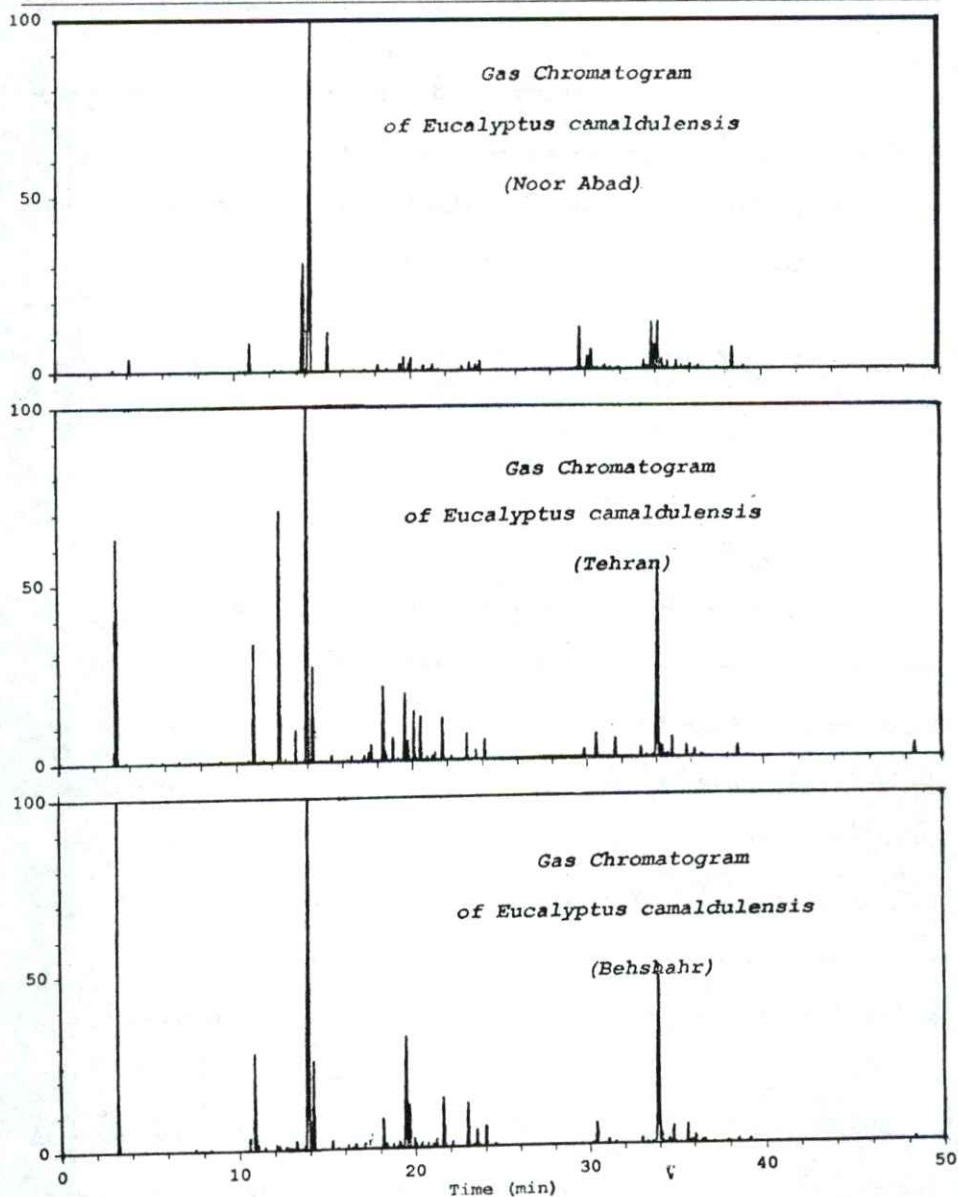 100
Gas Chromatogram
of Eucalyptus camaldulensis
(Noor Abad)
50
0
100
Gas Chromatogram
of Eucalyptus camaldulensis
(Tehran)
50
0
100
Gas Chromatogram
of Eucalyptus camaldulensis
(Behshahr)
50
0
0 10 20 30 40 50
Time (min)